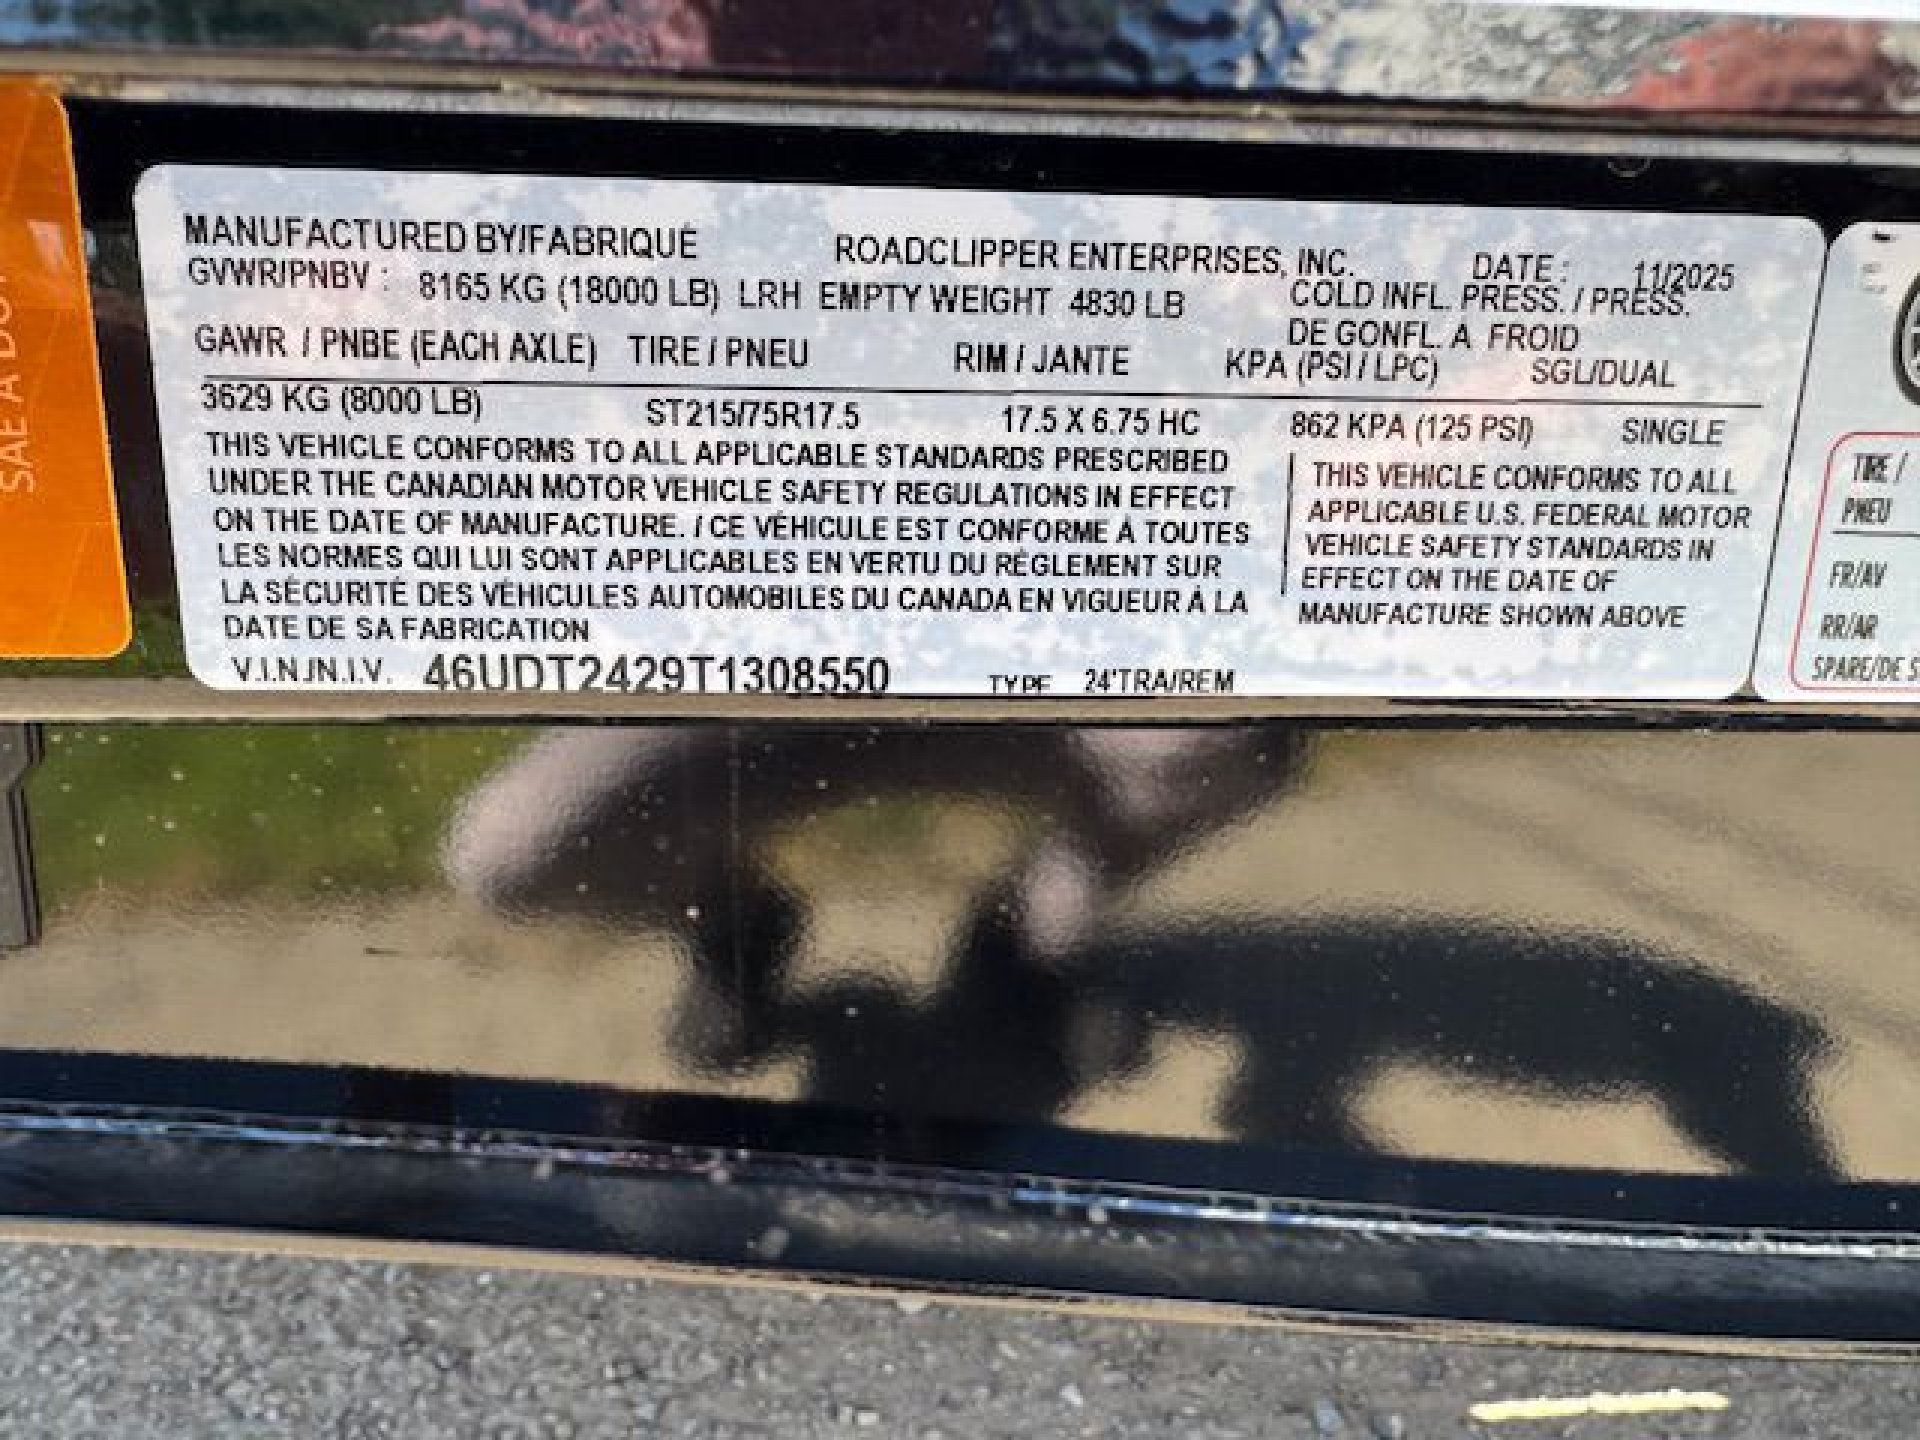 SAE A DOT
MANUFACTURED BY/FABRIQUÉ ROADCLIPPER ENTERPRISES, INC. DATE : 11/2025
GVWR/PNBV : 8165 KG (18000 LB) LRH EMPTY WEIGHT 4830 LB COLD INFL. PRESS. / PRESS.
DE GONFL. A FROID
GAWR / PNBE (EACH AXLE) TIRE / PNEU RIM / JANTE KPA (PSI / LPC) SGL/DUAL
3629 KG (8000 LB) ST215/75R17.5 17.5 X 6.75 HC 862 KPA (125 PSI) SINGLE
THIS VEHICLE CONFORMS TO ALL APPLICABLE STANDARDS PRESCRIBED
UNDER THE CANADIAN MOTOR VEHICLE SAFETY REGULATIONS IN EFFECT
ON THE DATE OF MANUFACTURE. / CE VÉHICULE EST CONFORME À TOUTES
LES NORMES QUI LUI SONT APPLICABLES EN VERTU DU RÈGLEMENT SUR
LA SÉCURITÉ DES VÉHICULES AUTOMOBILES DU CANADA EN VIGUEUR À LA
DATE DE SA FABRICATION
THIS VEHICLE CONFORMS TO ALL
APPLICABLE U.S. FEDERAL MOTOR
VEHICLE SAFETY STANDARDS IN
EFFECT ON THE DATE OF
MANUFACTURE SHOWN ABOVE
V.I.N./N.I.V. 46UDT2429T1308550 TYPE 24'TRA/REM
TIRE /
PNEU
FR/AV
RR/AR
SPARE/DE S